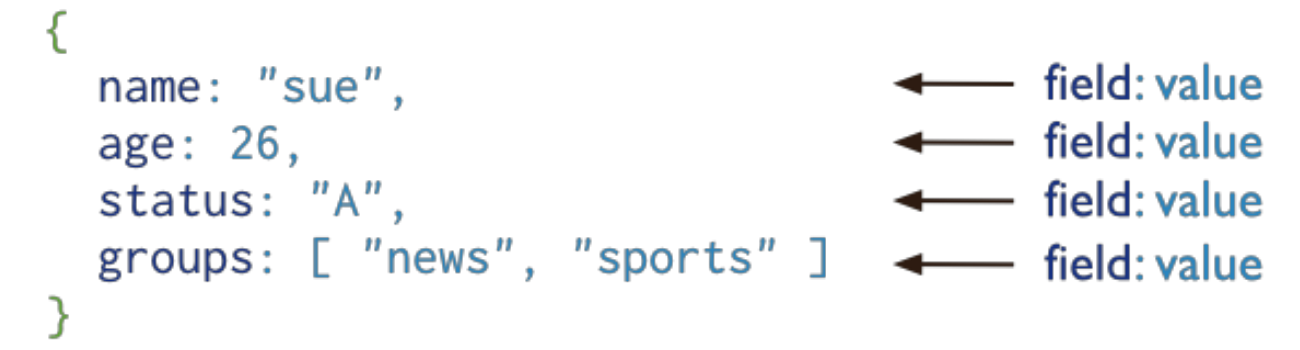 {
name: "sue", field: value
age: 26, field: value
status: "A", field: value
groups: [ "news", "sports" ] field: value
}